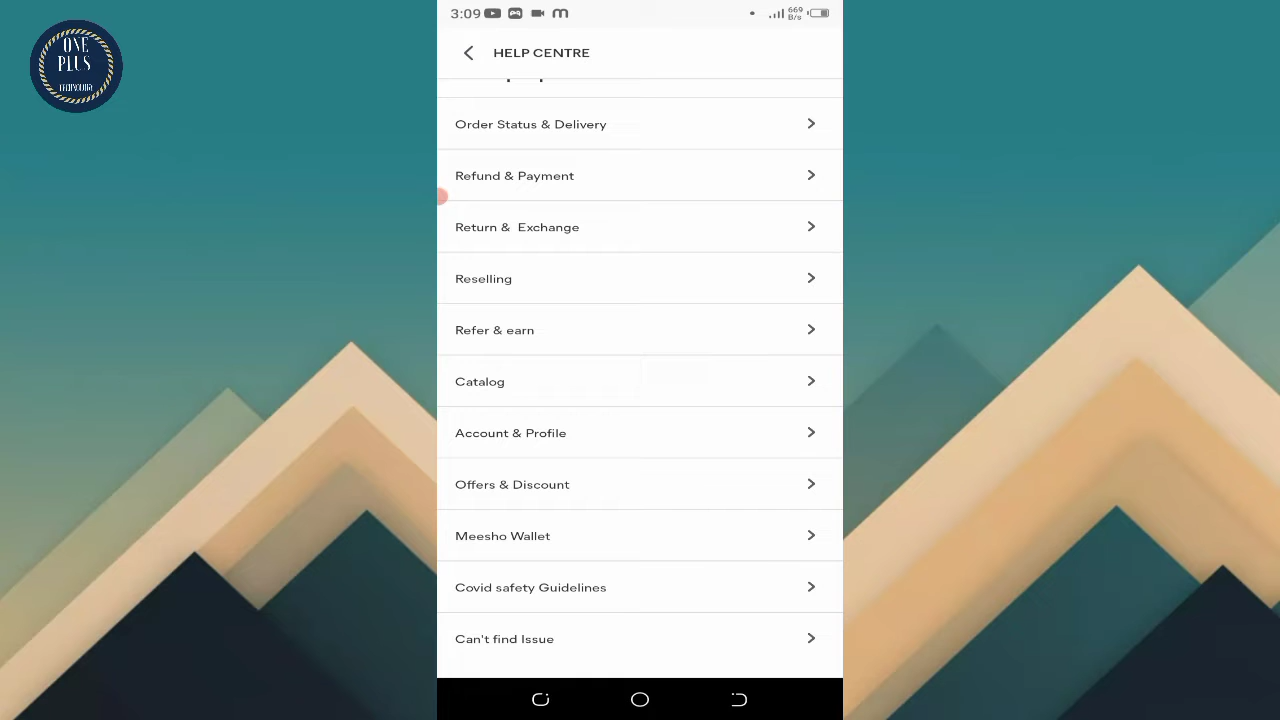 ONE
PLUS
3:09
669
B/s
HELP CENTRE
Order Status & Delivery
Refund & Payment
Return & Exchange
Reselling
Refer & earn
Catalog
Account & Profile
Offers & Discount
Meesho Wallet
Covid safety Guidelines
Can't find Issue